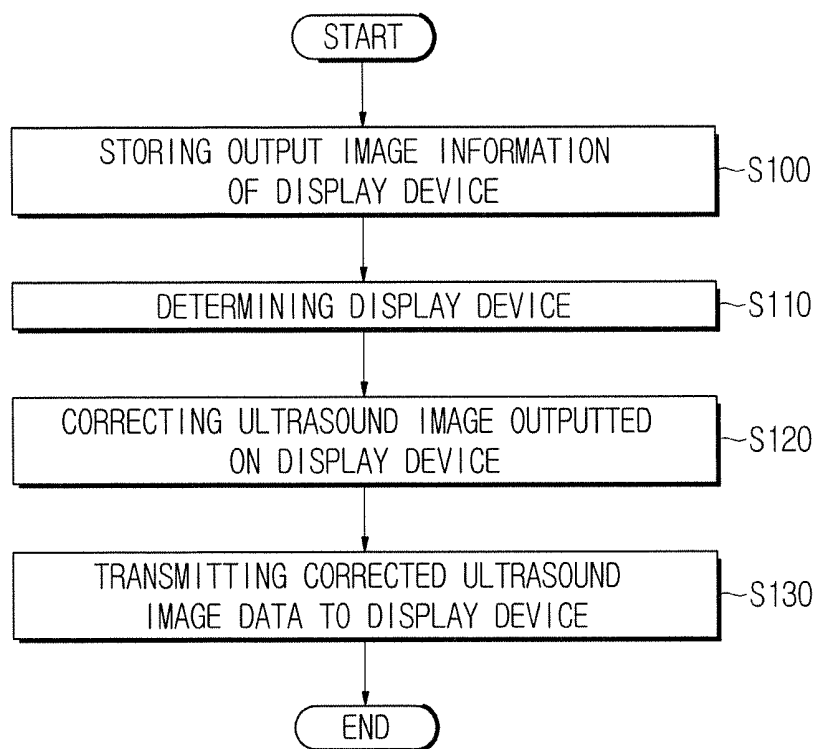 START
STORING OUTPUT IMAGE INFORMATION
OF DISPLAY DEVICE
S100
DETERMINING DISPLAY DEVICE
S110
CORRECTING ULTRASOUND IMAGE OUTPUTTED
ON DISPLAY DEVICE
S120
TRANSMITTING CORRECTED ULTRASOUND
IMAGE DATA TO DISPLAY DEVICE
S130
END